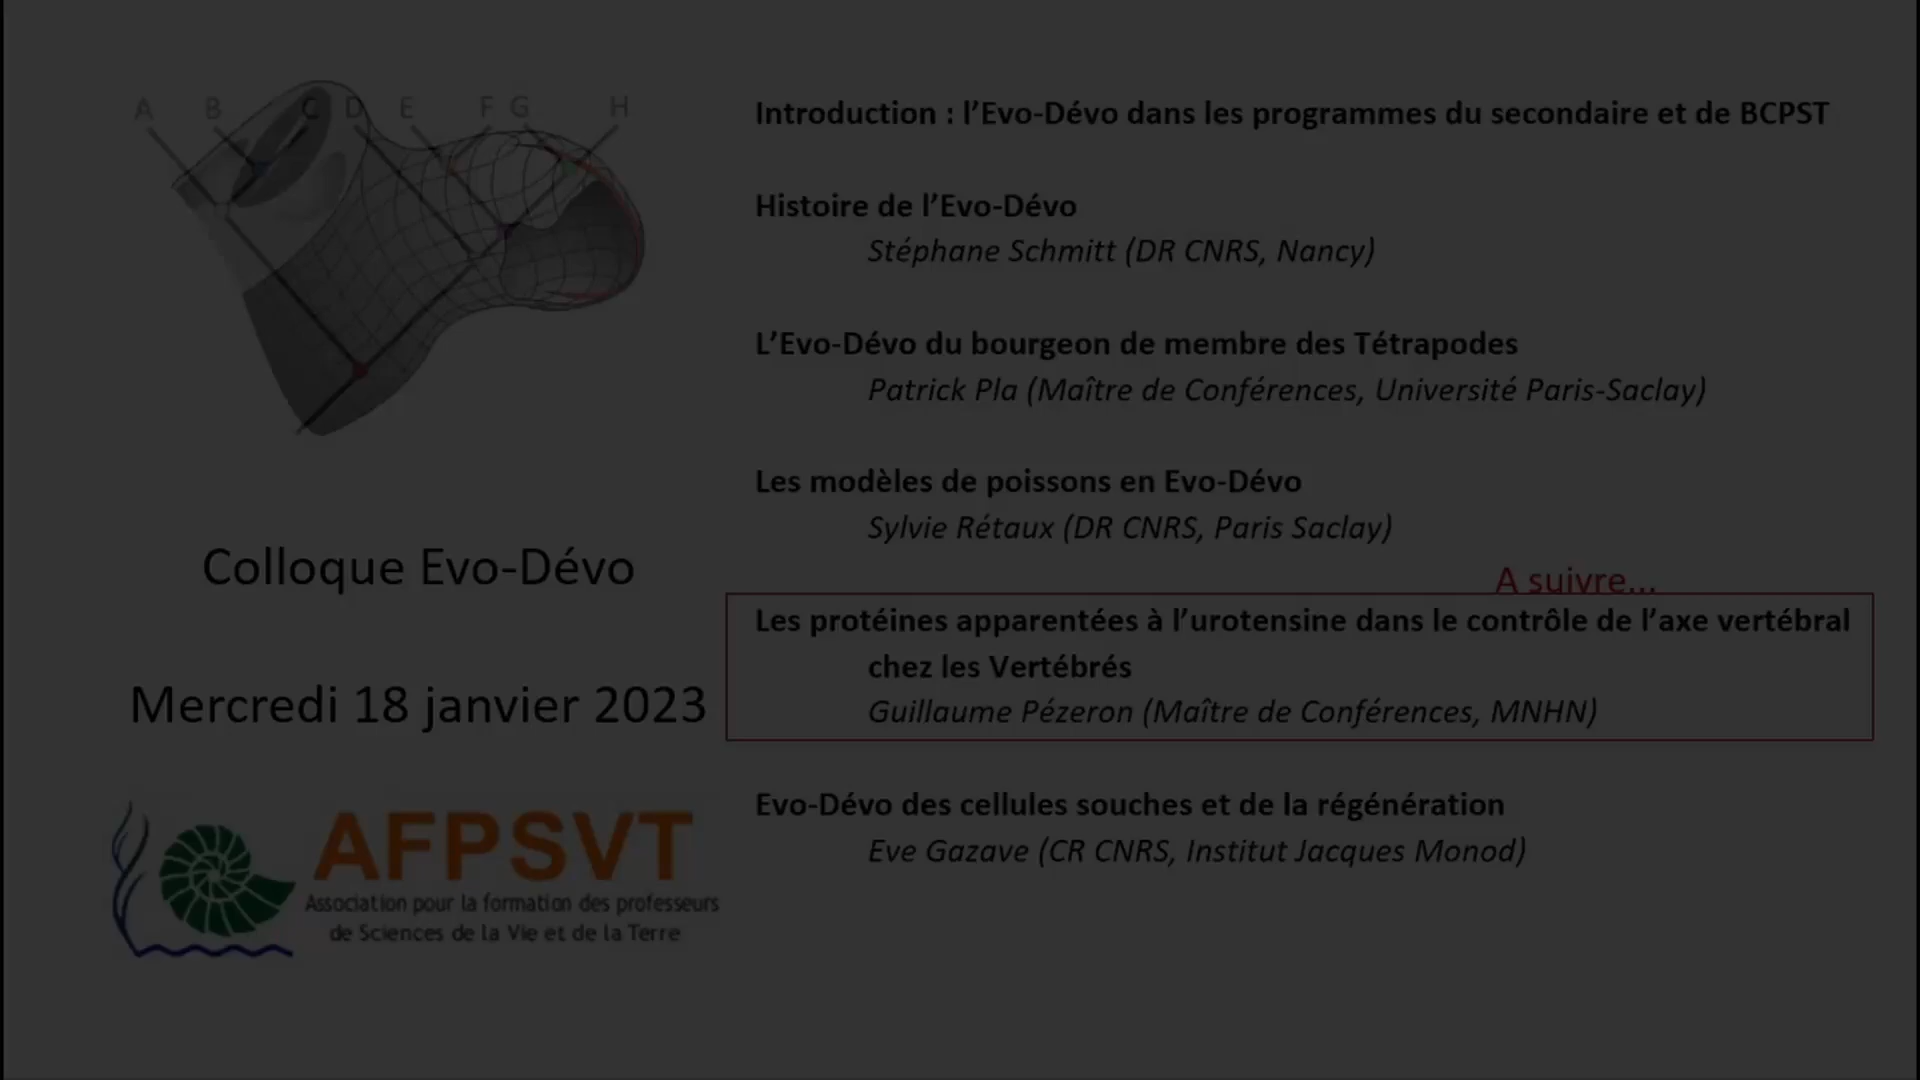 A B C D E F G H
Colloque Evo-Dévo
Mercredi 18 janvier 2023
AFPSVT
Association pour la formation des professeurs
de Sciences de la Vie et de la Terre
Introduction : l’Evo-Dévo dans les programmes du secondaire et de BCPST
Histoire de l’Evo-Dévo
Stéphane Schmitt (DR CNRS, Nancy)
L’Evo-Dévo du bourgeon de membre des Tétrapodes
Patrick Pla (Maître de Conférences, Université Paris-Saclay)
Les modèles de poissons en Evo-Dévo
Sylvie Rétaux (DR CNRS, Paris Saclay)
A suivre...
Les protéines apparentées à l’urotensine dans le contrôle de l’axe vertébral
chez les Vertébrés
Guillaume Pézeron (Maître de Conférences, MNHN)
Evo-Dévo des cellules souches et de la régénération
Eve Gazave (CR CNRS, Institut Jacques Monod)